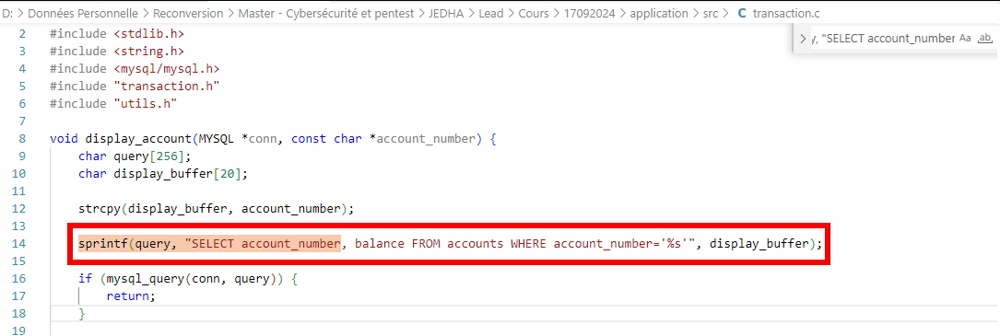 D: > Données Personnelle > Reconversion > Master - Cybersécurité et pentest > JEDHA > Lead > Cours > 17092024 > application > src > C transaction.c
y, "SELECT account_number Aa ab
2 #include <stdlib.h>
3 #include <string.h>
4 #include <mysql/mysql.h>
5 #include "transaction.h"
6 #include "utils.h"
7
8 void display_account(MYSQL *conn, const char *account_number) {
9 char query[256];
10 char display_buffer[20];
11
12 strcpy(display_buffer, account_number);
13
14 sprintf(query, "SELECT account_number, balance FROM accounts WHERE account_number='%s'", display_buffer);
15
16 if (mysql_query(conn, query)) {
17 return;
18 }
19